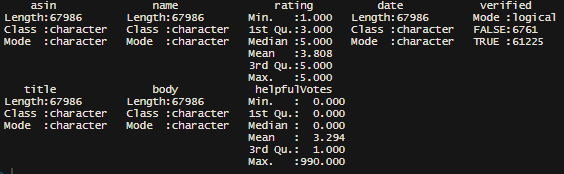 asin               name               rating          date            verified
 Length:67986       Length:67986       Min.   :1.000   Length:67986       Mode :logical
 Class :character   Class :character   1st Qu.:3.000   Class :character   FALSE:6761
 Mode  :character   Mode  :character   Median :5.000   Mode  :character   TRUE :61225
                                       Mean   :3.808
                                       3rd Qu.:5.000
                                       Max.   :5.000
    title               body            helpfulVotes
 Length:67986       Length:67986       Min.   :  0.000
 Class :character   Class :character   1st Qu.:  0.000
 Mode  :character   Mode  :character   Median :  0.000
                                       Mean   :  3.294
                                       3rd Qu.:  1.000
                                       Max.   :990.000